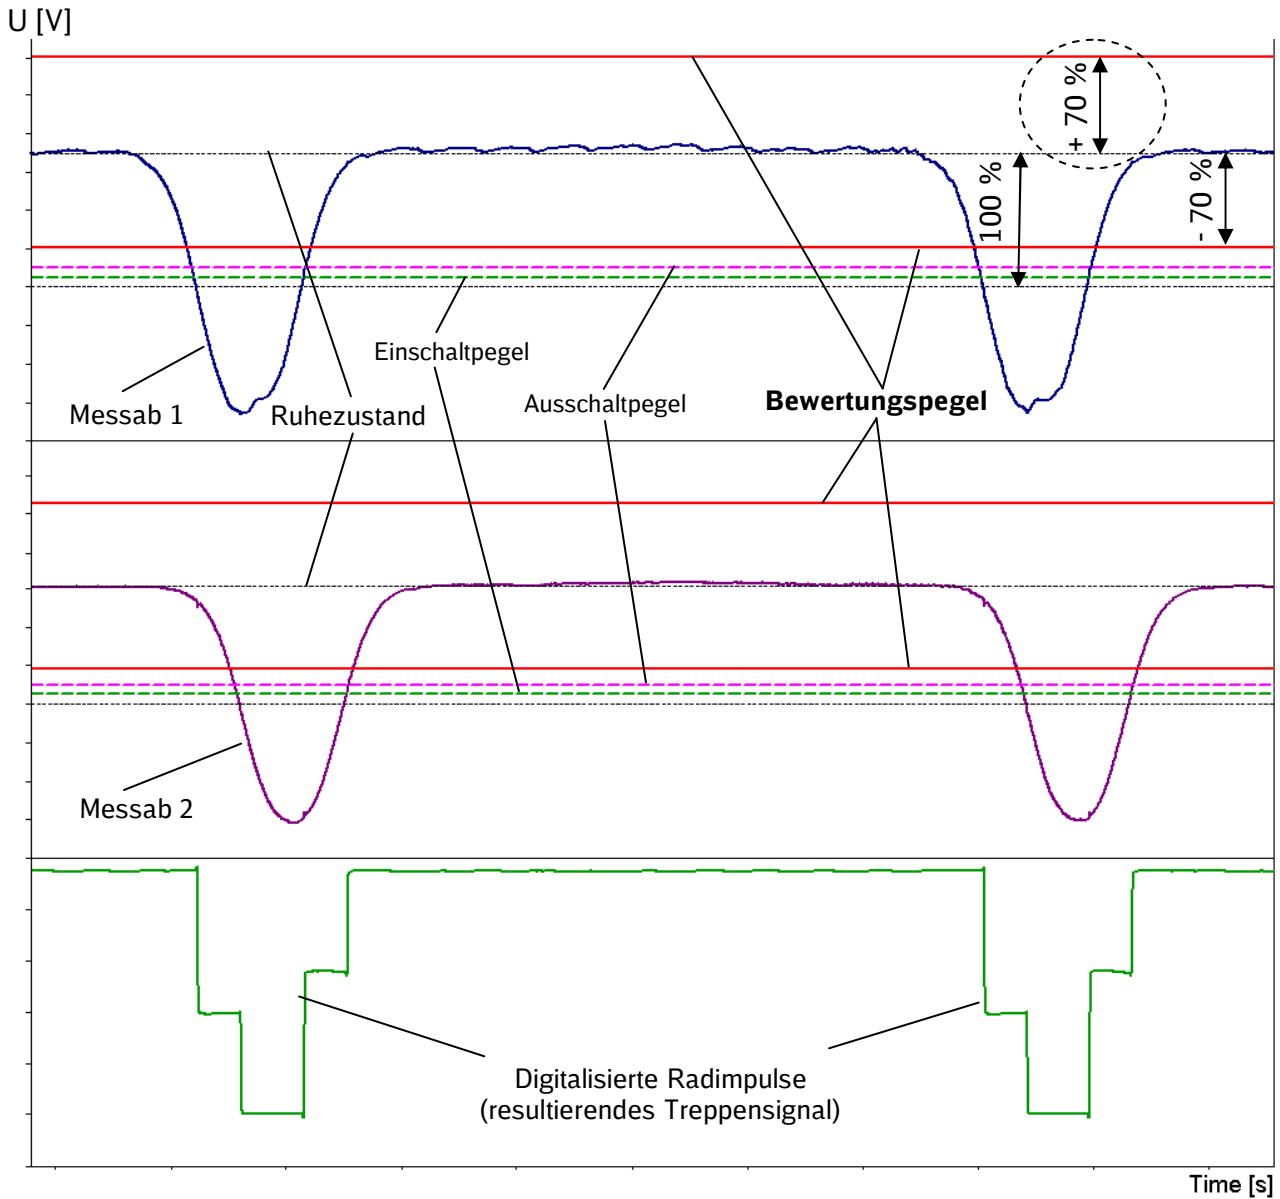 U [V]
+ 70 %
100 %
- 70 %
Einschaltpegel
Ausschaltpegel
Bewertungspegel
Messab 1
Ruhezustand
Messab 2
Digitalisierte Radimpulse
(resultierendes Treppensignal)
Time [s]